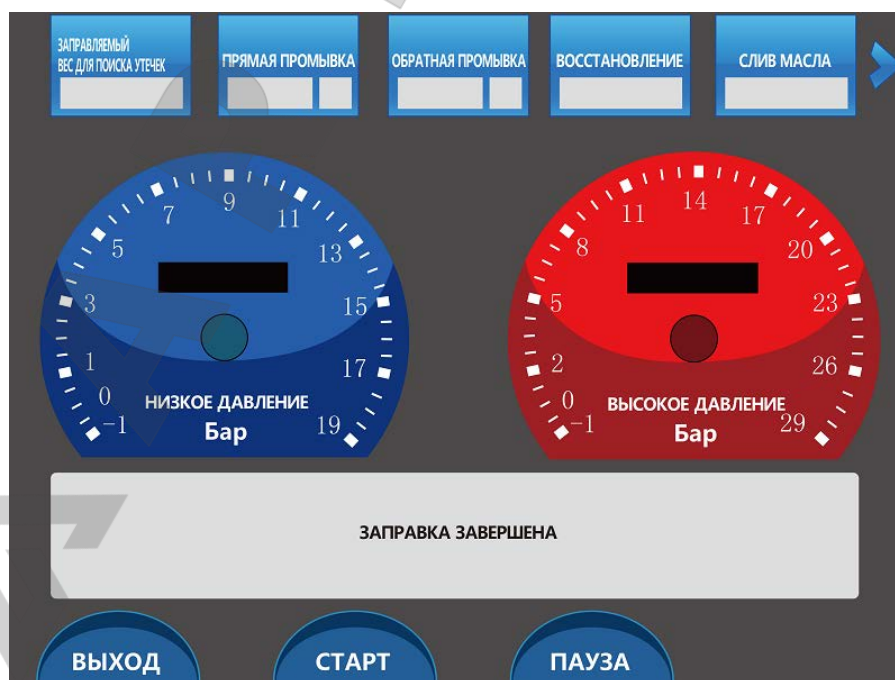 ЗАПРАВЛЯЕМЫЙ
ВЕС ДЛЯ ПОИСКА УТЕЧЕК
ПРЯМАЯ ПРОМЫВКА
ОБРАТНАЯ ПРОМЫВКА
ВОССТАНОВЛЕНИЕ
СЛИВ МАСЛА
-1
0
1
3
5
7
9
11
13
15
17
19
НИЗКОЕ ДАВЛЕНИЕ
Бар
-1
0
2
5
8
11
14
17
20
23
26
29
ВЫСОКОЕ ДАВЛЕНИЕ
Бар
ЗАПРАВКА ЗАВЕРШЕНА
ВЫХОД
СТАРТ
ПАУЗА